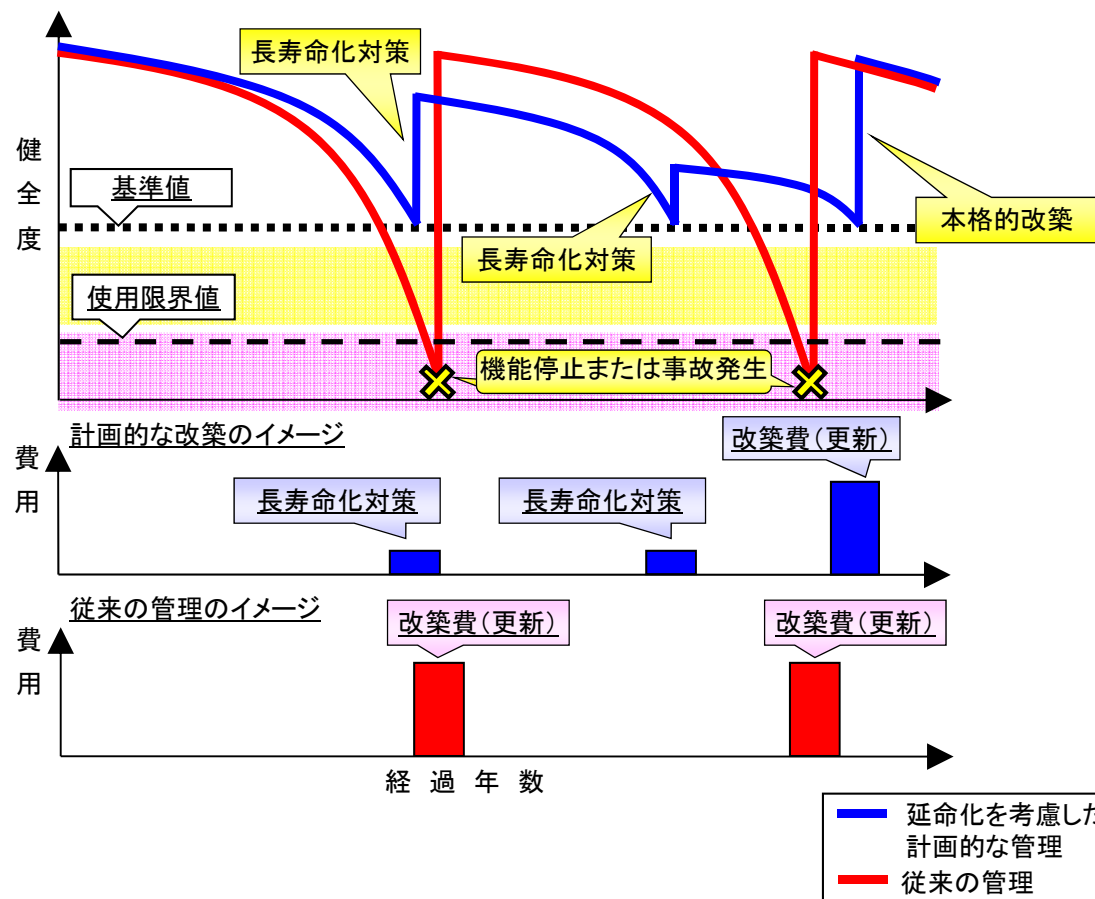 長寿命化対策
健全度
基準値
本格的改築
長寿命化対策
使用限界値
機能停止または事故発生
計画的な改築のイメージ
費用
改築費（更新）
長寿命化対策
長寿命化対策
従来の管理のイメージ
費用
改築費（更新）
改築費（更新）
経過年数
延命化を考慮した
計画的な管理
従来の管理